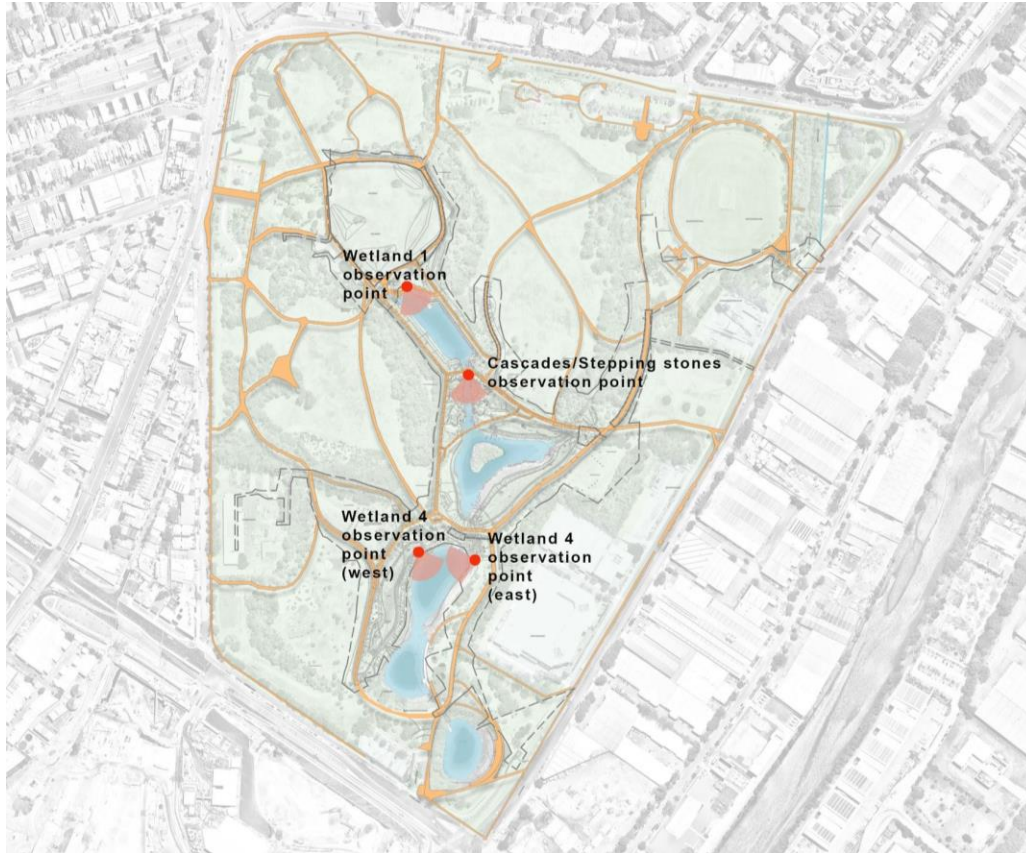 Wetland 1
observation
point
Cascades/Stepping stones
observation point
Wetland 4
observation
point
(west)
Wetland 4
observation
point
(east)